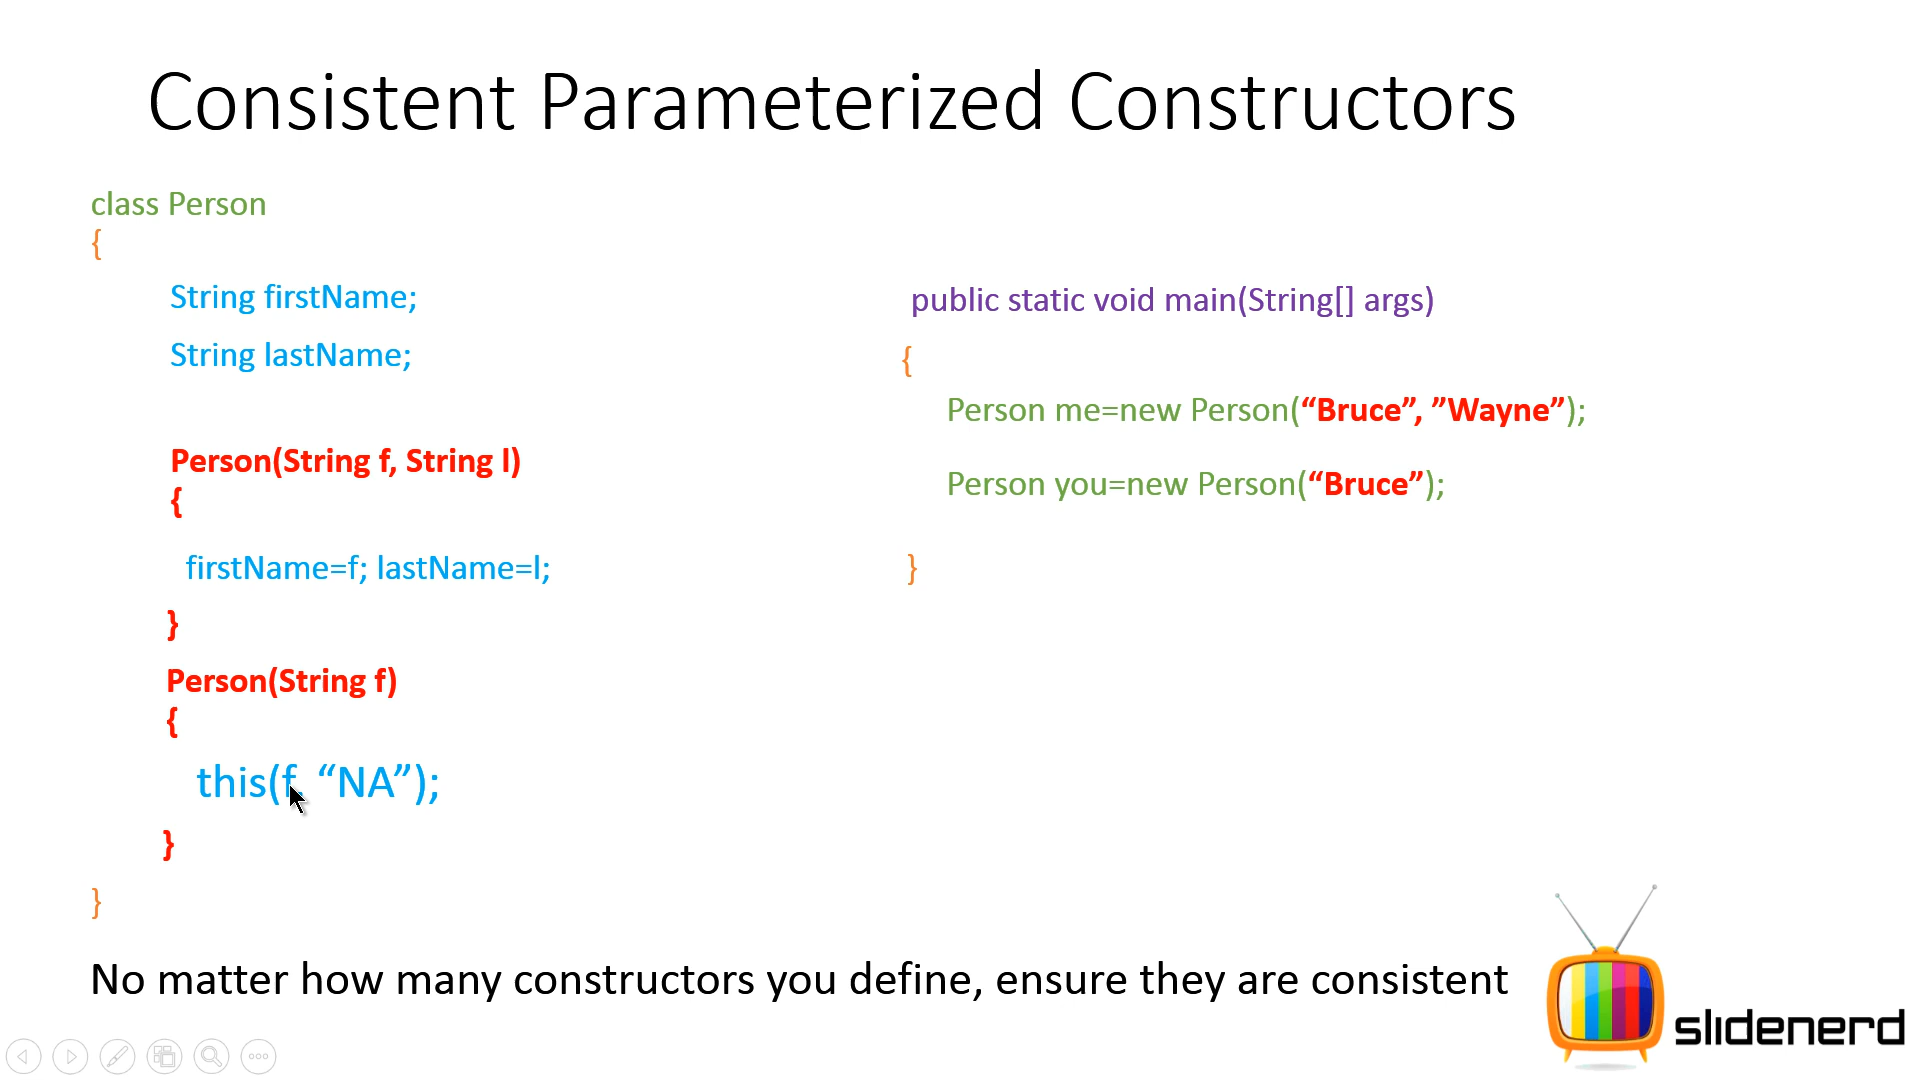 Consistent Parameterized Constructors
class Person
{
String firstName;
String lastName;
Person(String f, String l)
{
firstName=f; lastName=l;
}
Person(String f)
{
this(f, “NA”);
}
}
public static void main(String[] args)
{
Person me=new Person(“Bruce”, ”Wayne”);
Person you=new Person(“Bruce”);
}
No matter how many constructors you define, ensure they are consistent
slidenerd